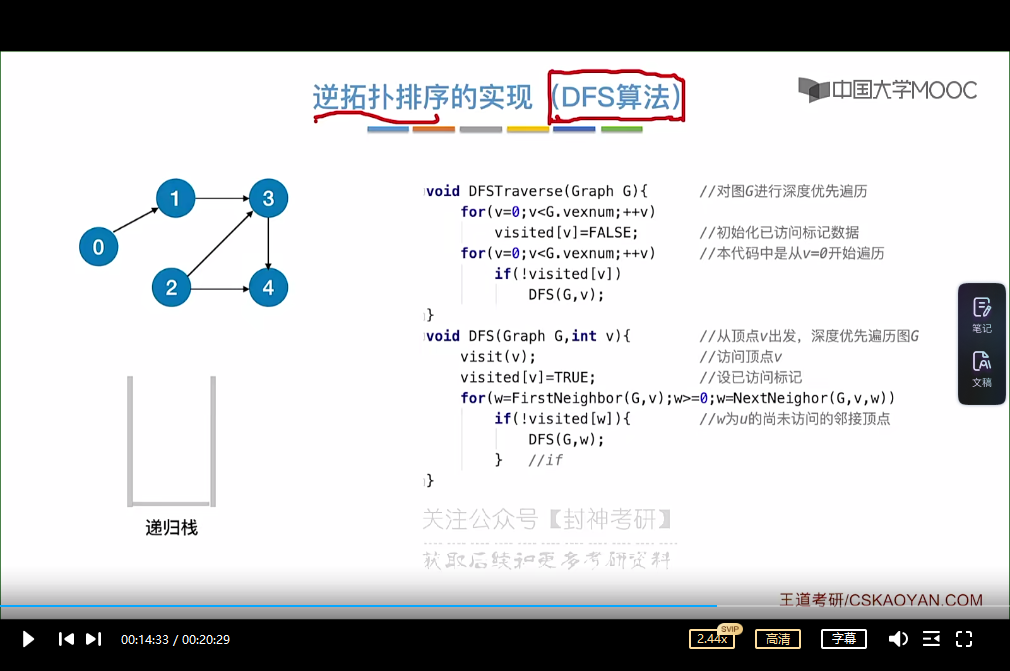 逆拓扑排序的实现 (DFS算法)
中国大学MOOC
1
3
0
2
4
递归栈
void DFSTraverse(Graph G){ //对图G进行深度优先遍历
for(v=0;v<G.vexnum;++v)
visited[v]=FALSE; //初始化已访问标记数据
for(v=0;v<G.vexnum;++v) //本代码中是从v=0开始遍历
if(!visited[v])
DFS(G,v);
}
void DFS(Graph G,int v){ //从顶点v出发，深度优先遍历图G
visit(v); //访问顶点v
visited[v]=TRUE; //设已访问标记
for(w=FirstNeighbor(G,v);w>=0;w=NextNeighor(G,v,w))
if(!visited[w]){ //w为u的尚未访问的邻接顶点
DFS(G,w);
} //if
}
关注公众号【封神考研】
获取后续和更多考研资料
笔记
文稿
王道考研/CSKAOYAN.COM
00:14:33 / 00:20:29
2.44x
SVIP
高清
字幕